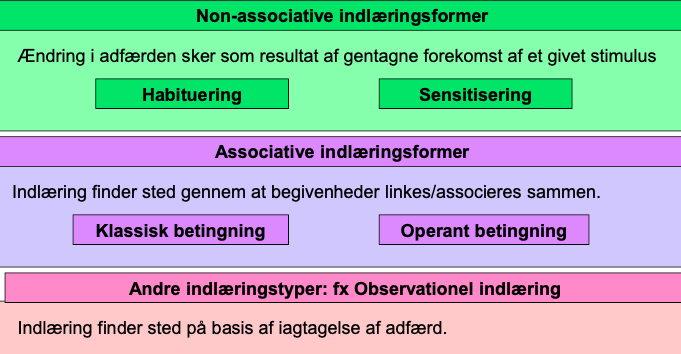 Non-associative indlæringsformer
Ændring i adfærden sker som resultat af gentagne forekomst af et givet stimulus
Habituering
Sensitisering
Associative indlæringsformer
Indlæring finder sted gennem at begivenheder linkes/associeres sammen.
Klassisk betingning
Operant betingning
Andre indlæringstyper: fx Observationel indlæring
Indlæring finder sted på basis af iagtagelse af adfærd.